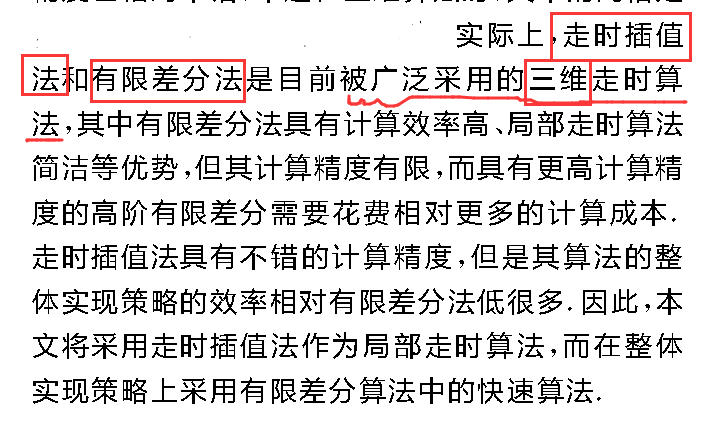 实际上,走时插值
法和有限差分法是目前被广泛采用的三维走时算
法,其中有限差分法具有计算效率高、局部走时算法
简洁等优势,但其计算精度有限,而具有更高计算精
度的高阶有限差分需要花费相对更多的计算成本.
走时插值法具有不错的计算精度,但是其算法的整
体实现策略的效率相对有限差分法低很多.因此,本
文将采用走时插值法作为局部走时算法,而在整体
实现策略上采用有限差分算法中的快速算法.